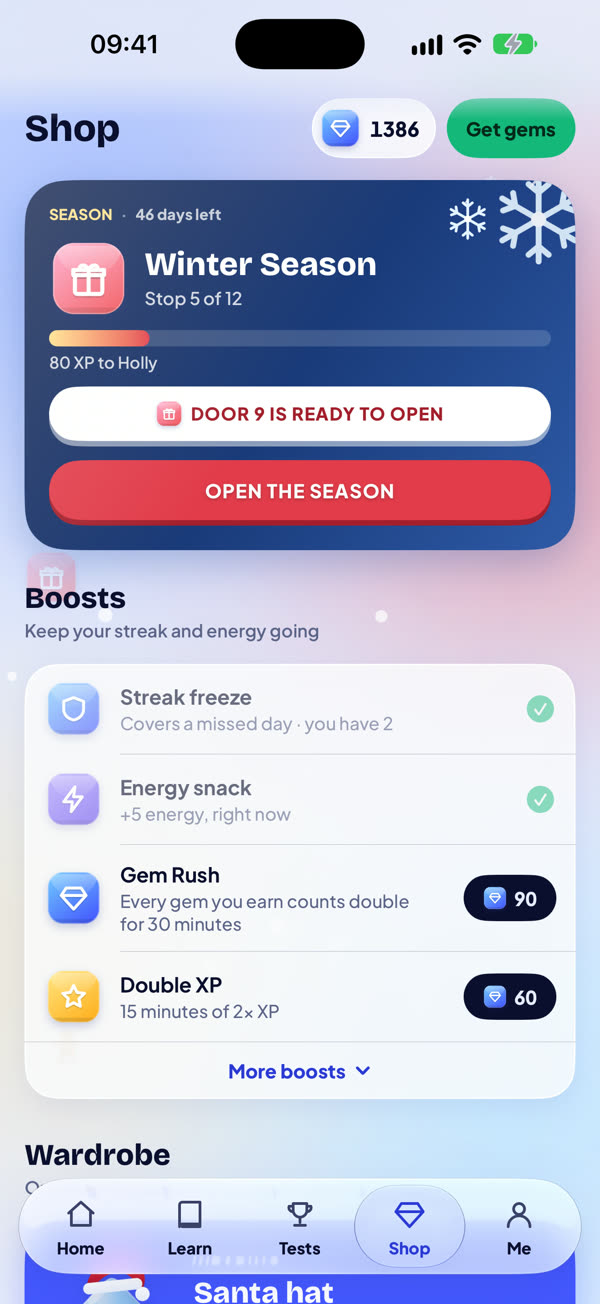 09:41
Shop
1386
Get gems
SEASON · 46 days left
Winter Season
Stop 5 of 12
80 XP to Holly
DOOR 9 IS READY TO OPEN
OPEN THE SEASON
Boosts
Keep your streak and energy going
Streak freeze
Covers a missed day · you have 2
Energy snack
+5 energy, right now
Gem Rush
Every gem you earn counts double
for 30 minutes
90
Double XP
15 minutes of 2× XP
60
More boosts
Wardrobe
Home
Learn
Tests
Shop
Me
Santa hat